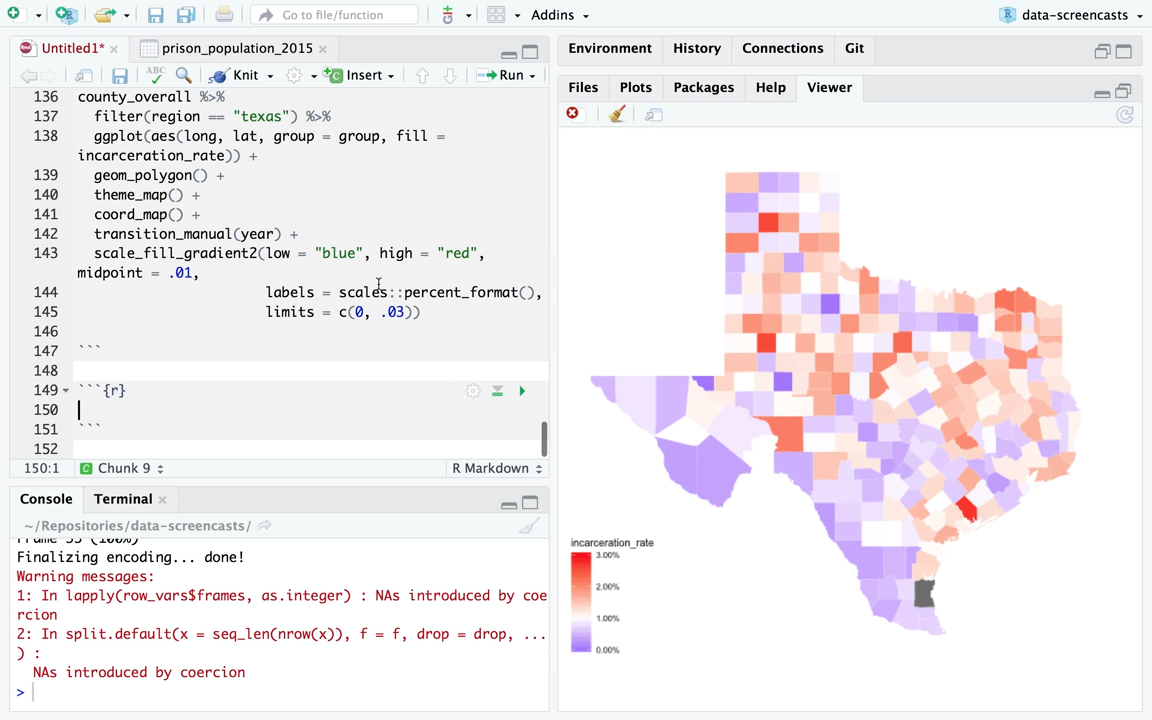 Go to file/function
Addins
data-screencasts
Untitled1*
prison_population_2015
ABC
Knit
Insert
Run
136 county_overall %>%
137 filter(region == "texas") %>%
138 ggplot(aes(long, lat, group = group, fill =
incarceration_rate)) +
139 geom_polygon() +
140 theme_map() +
141 coord_map() +
142 transition_manual(year) +
143 scale_fill_gradient2(low = "blue", high = "red",
midpoint = .01,
144 labels = scales::percent_format(),
145 limits = c(0, .03))
146
147 ```
148
149 ```{r}
150
151 ```
152
150:1 Chunk 9 R Markdown
Console Terminal
~/Repositories/data-screencasts/
Finalizing encoding... done!
Warning messages:
1: In lapply(row_vars$frames, as.integer) : NAs introduced by coe
rcion
2: In split.default(x = seq_len(nrow(x)), f = f, drop = drop, ...
) :
NAs introduced by coercion
>
Environment History Connections Git
Files Plots Packages Help Viewer
incarceration_rate
3.00%
2.00%
1.00%
0.00%